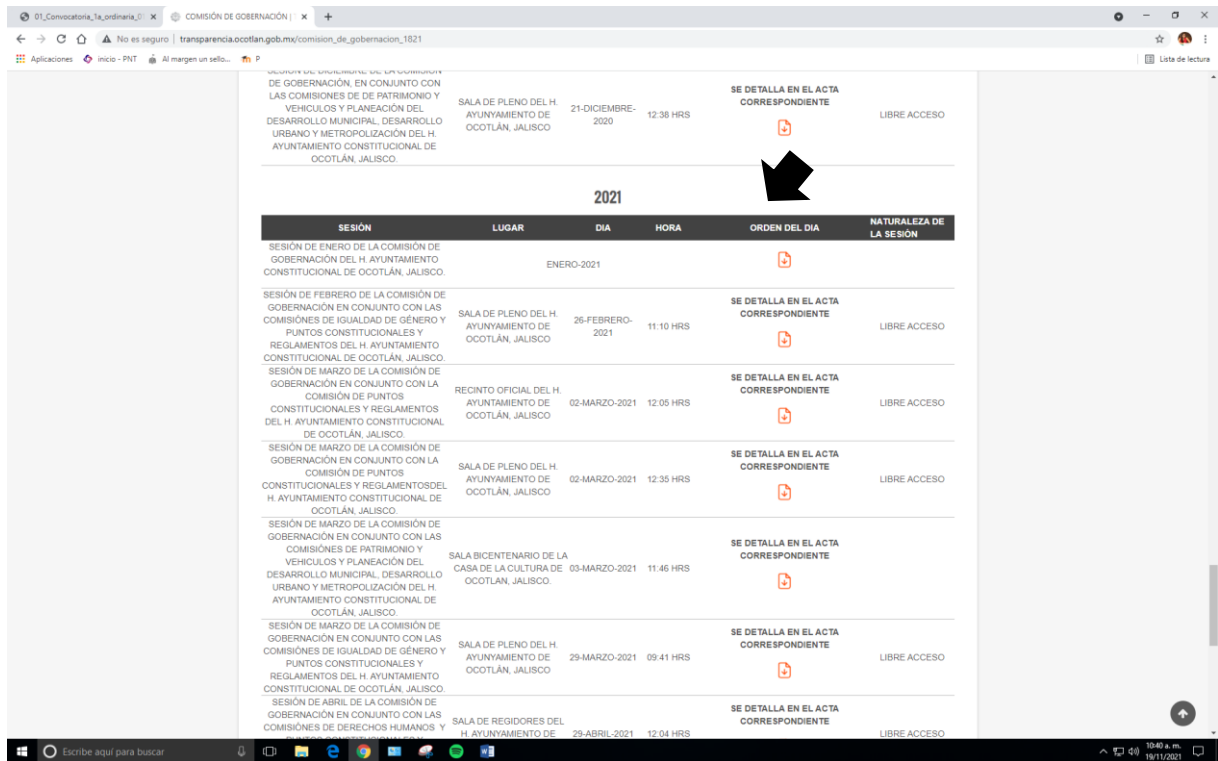 01_Convocatoria_1a_ordinaria_0
COMISIÓN DE GOBERNACIÓN |
No es seguro | transparencia.ocotlan.gob.mx/comision_de_gobernacion_1821
Aplicaciones
inicio - PNT
Al margen un sello...
P
Lista de lectura
SESIÓN DE DICIEMBRE DE LA COMISIÓN
DE GOBERNACIÓN, EN CONJUNTO CON
LAS COMISIONES DE DE PATRIMONIO Y
VEHICULOS Y PLANEACIÓN DEL
DESARROLLO MUNICIPAL, DESARROLLO
URBANO Y METROPOLIZACIÓN DEL H.
AYUNTAMIENTO CONSTITUCIONAL DE
OCOTLÁN, JALISCO.
SALA DE PLENO DEL H.
AYUNYAMIENTO DE
OCOTLÁN, JALISCO
21-DICIEMBRE-
2020
12:38 HRS
SE DETALLA EN EL ACTA
CORRESPONDIENTE
LIBRE ACCESO
2021
SESIÓN LUGAR DIA HORA ORDEN DEL DIA NATURALEZA DE
LA SESIÓN
SESIÓN DE ENERO DE LA COMISIÓN DE
GOBERNACIÓN DEL H. AYUNTAMIENTO
CONSTITUCIONAL DE OCOTLÁN, JALISCO.
ENERO-2021
SESIÓN DE FEBRERO DE LA COMISIÓN DE
GOBERNACIÓN EN CONJUNTO CON LAS
COMISIÓNES DE IGUALDAD DE GÉNERO Y
PUNTOS CONSTITUCIONALES Y
REGLAMENTOS DEL H. AYUNTAMIENTO
CONSTITUCIONAL DE OCOTLÁN, JALISCO.
SALA DE PLENO DEL H.
AYUNYAMIENTO DE
OCOTLÁN, JALISCO
26-FEBRERO-
2021
11:10 HRS
SE DETALLA EN EL ACTA
CORRESPONDIENTE
LIBRE ACCESO
SESIÓN DE MARZO DE LA COMISIÓN DE
GOBERNACIÓN EN CONJUNTO CON LA
COMISIÓN DE PUNTOS
CONSTITUCIONALES Y REGLAMENTOS
DEL H. AYUNTAMIENTO CONSTITUCIONAL
DE OCOTLÁN, JALISCO.
RECINTO OFICIAL DEL H.
AYUNTAMIENTO DE
OCOTLÁN, JALISCO
02-MARZO-2021
12:05 HRS
SE DETALLA EN EL ACTA
CORRESPONDIENTE
LIBRE ACCESO
SESIÓN DE MARZO DE LA COMISIÓN DE
GOBERNACIÓN EN CONJUNTO CON LA
COMISIÓN DE PUNTOS
CONSTITUCIONALES Y REGLAMENTOSDEL
H. AYUNTAMIENTO CONSTITUCIONAL DE
OCOTLÁN, JALISCO.
SALA DE PLENO DEL H.
AYUNYAMIENTO DE
OCOTLÁN, JALISCO
02-MARZO-2021
12:35 HRS
SE DETALLA EN EL ACTA
CORRESPONDIENTE
LIBRE ACCESO
SESIÓN DE MARZO DE LA COMISIÓN DE
GOBERNACIÓN EN CONJUNTO CON LAS
COMISIÓNES DE PATRIMONIO Y
VEHICULOS Y PLANEACIÓN DEL
DESARROLLO MUNICIPAL, DESARROLLO
URBANO Y METROPOLIZACIÓN DEL H.
AYUNTAMIENTO CONSTITUCIONAL DE
OCOTLÁN, JALISCO.
SALA BICENTENARIO DE LA
CASA DE LA CULTURA DE
OCOTLAN, JALISCO.
03-MARZO-2021
11:46 HRS
SE DETALLA EN EL ACTA
CORRESPONDIENTE
SESIÓN DE MARZO DE LA COMISIÓN DE
GOBERNACIÓN EN CONJUNTO CON LAS
COMISIÓNES DE IGUALDAD DE GÉNERO Y
PUNTOS CONSTITUCIONALES Y
REGLAMENTOS DEL H. AYUNTAMIENTO
CONSTITUCIONAL DE OCOTLÁN, JALISCO.
SALA DE PLENO DEL H.
AYUNYAMIENTO DE
OCOTLÁN, JALISCO
29-MARZO-2021
09:41 HRS
SE DETALLA EN EL ACTA
CORRESPONDIENTE
LIBRE ACCESO
SESIÓN DE ABRIL DE LA COMISIÓN DE
GOBERNACIÓN EN CONJUNTO CON LAS
COMISIÓNES DE DERECHOS HUMANOS Y
PUNTOS CONSTITUCIONALES Y
SALA DE REGIDORES DEL
H. AYUNTAMIENTO DE
29-ABRIL-2021
12:04 HRS
SE DETALLA EN EL ACTA
CORRESPONDIENTE
LIBRE ACCESO
Escribe aquí para buscar
10:40 a. m.
19/11/2021